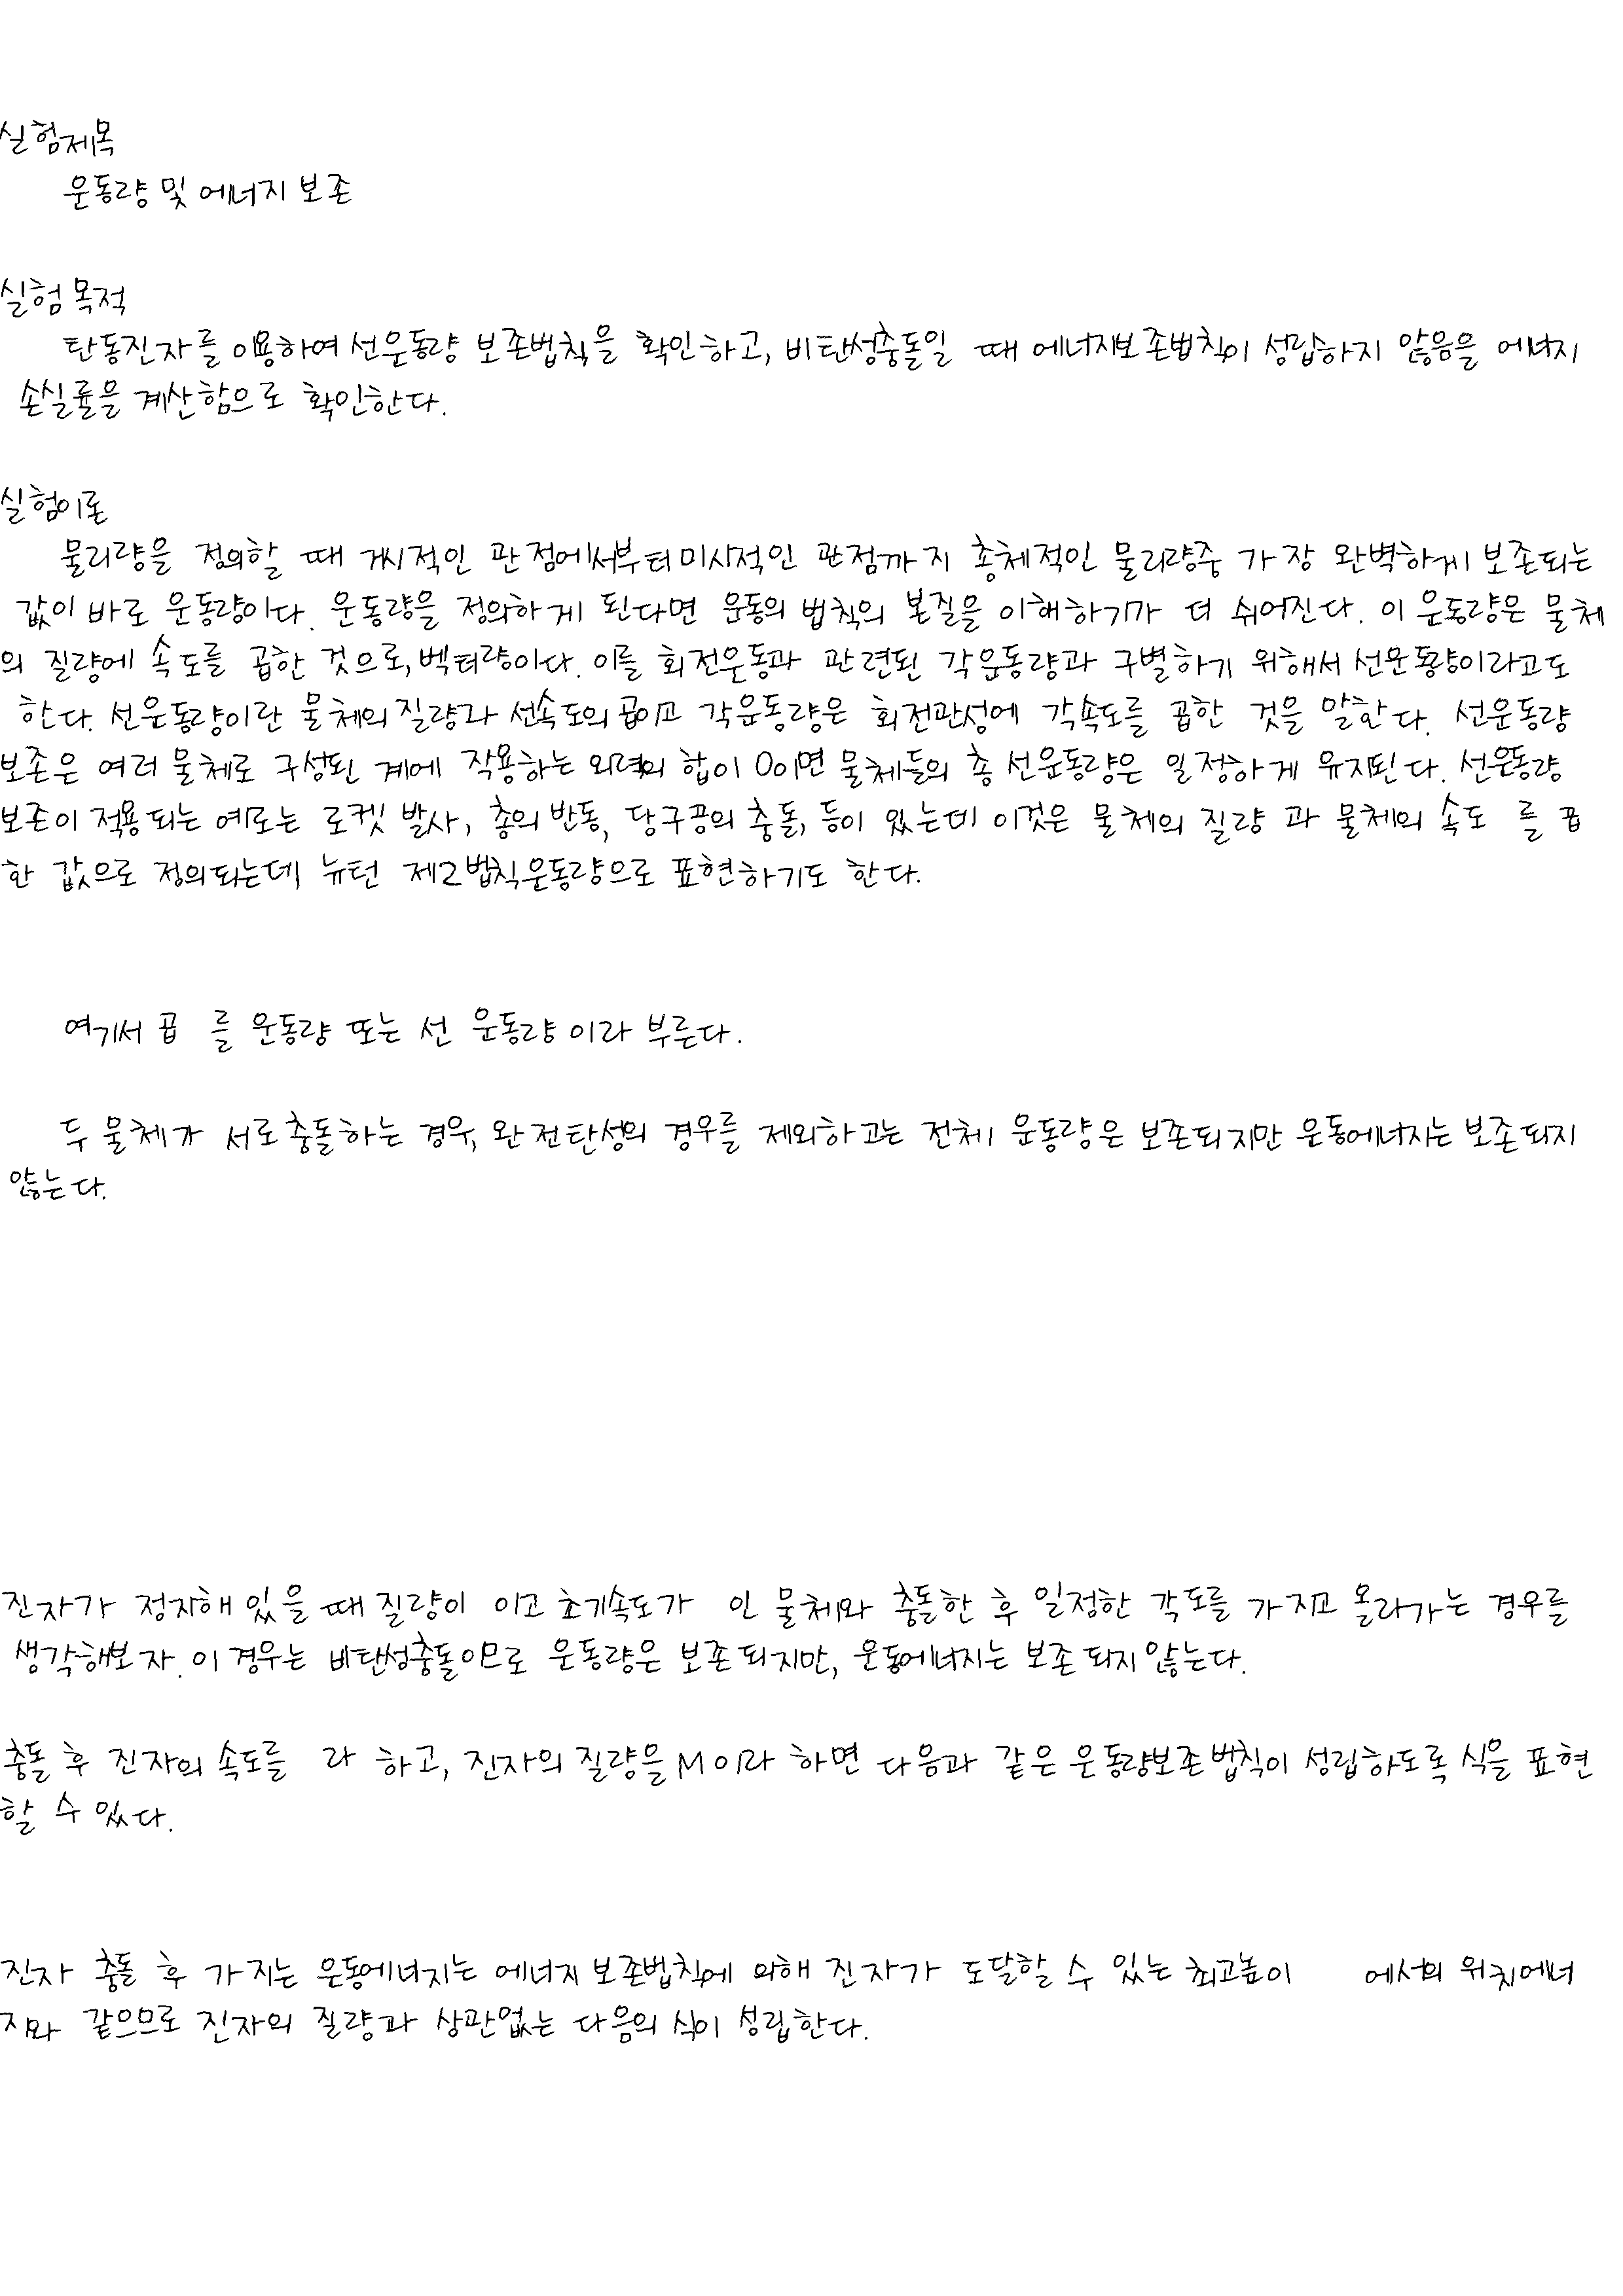 실험제목
운동량 및 에너지 보존
실험 목적
탄동진자를 이용하여 선운동량 보존법칙을 확인하고, 비탄성충돌일 때 에너지보존법칙이 성립하지 않음을 에너지
손실률을 계산함으로 확인한다.
실험이론
물리량을 정의할 때 거시적인 관점에서부터 미시적인 관점까지 총체적인 물리량중 가장 완벽하게 보존되는
값이 바로 운동량이다. 운동량을 정의하게 된다면 운동의 법칙의 본질을 이해하기가 더 쉬어진다. 이 운동량은 물체
의 질량에 속도를 곱한 것으로, 벡터량이다. 이를 회전운동과 관련된 각운동량과 구별하기 위해서 선운동량이라고도
한다. 선운동량이란 물체의 질량과 선속도의 곱이고 각운동량은 회전관성에 각속도를 곱한 것을 말한다. 선운동량
보존은 여러 물체로 구성된 계에 작용하는 외력의 합이 0이면 물체들의 총 선운동량은 일정하게 유지된다. 선운동량
보존이 적용되는 예로는 로켓 발사, 총의 반동, 당구공의 충돌, 등이 있는데 이것은 물체의 질량 과 물체의 속도 를 곱
한 값으로 정의되는데, 뉴턴 제2법칙운동량으로 표현하기도 한다.
여기서 곱 를 운동량 또는 선 운동량 이라 부른다.
두 물체가 서로충돌하는 경우, 완전탄성의 경우를 제외하고는 전체 운동량은 보존되지만 운동에너지는 보존되지
않는다.
진자가 정지해 있을 때 질량이 이고 초기속도가 인 물체와 충돌한 후 일정한 각도를 가지고 올라가는 경우를
생각해보자. 이 경우는 비탄성충돌이므로 운동량은 보존되지만, 운동에너지는 보존되지 않는다.
충돌 후 진자의 속도를 라 하고, 진자의 질량을 M이라 하면 다음과 같은 운동량보존법칙이 성립하도록 식을 표현
할 수 있다.
진자 충돌 후 가지는 운동에너지는 에너지 보존법칙에 의해 진자가 도달할 수 있는 최고높이 에서의 위치에너
지와 같으므로 진자의 질량과 상관없는 다음의 식이 성립한다.